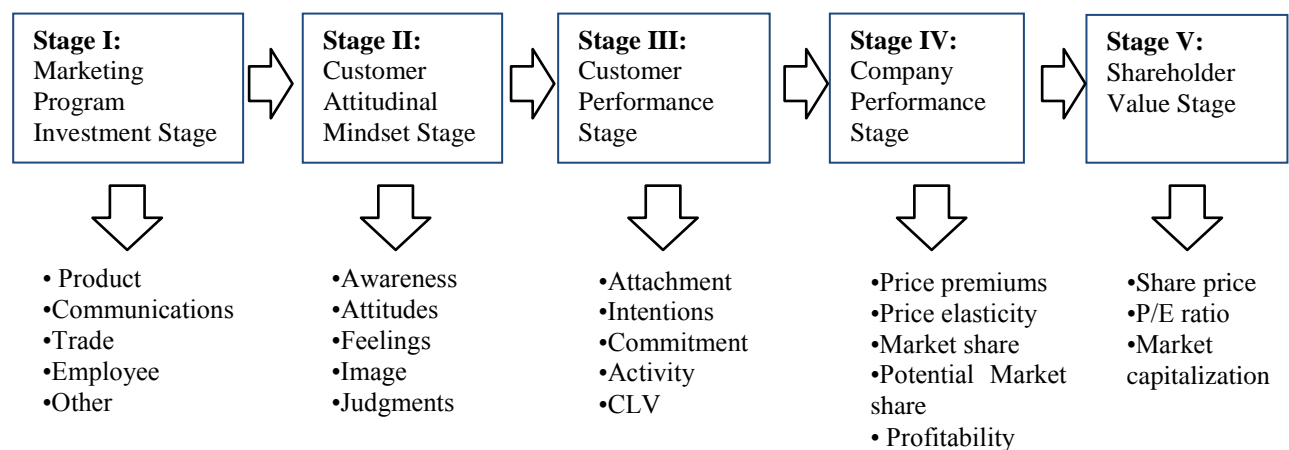 Stage I:
Marketing
Program
Investment Stage
Stage II:
Customer
Attitudinal
Mindset Stage
Stage III:
Customer
Performance
Stage
Stage IV:
Company
Performance
Stage
Stage V:
Shareholder
Value Stage
• Product
•Communications
•Trade
•Employee
•Other
•Awareness
•Attitudes
•Feelings
•Image
•Judgments
•Attachment
•Intentions
•Commitment
•Activity
•CLV
•Price premiums
•Price elasticity
•Market share
•Potential Market
share
• Profitability
•Share price
•P/E ratio
•Market
capitalization